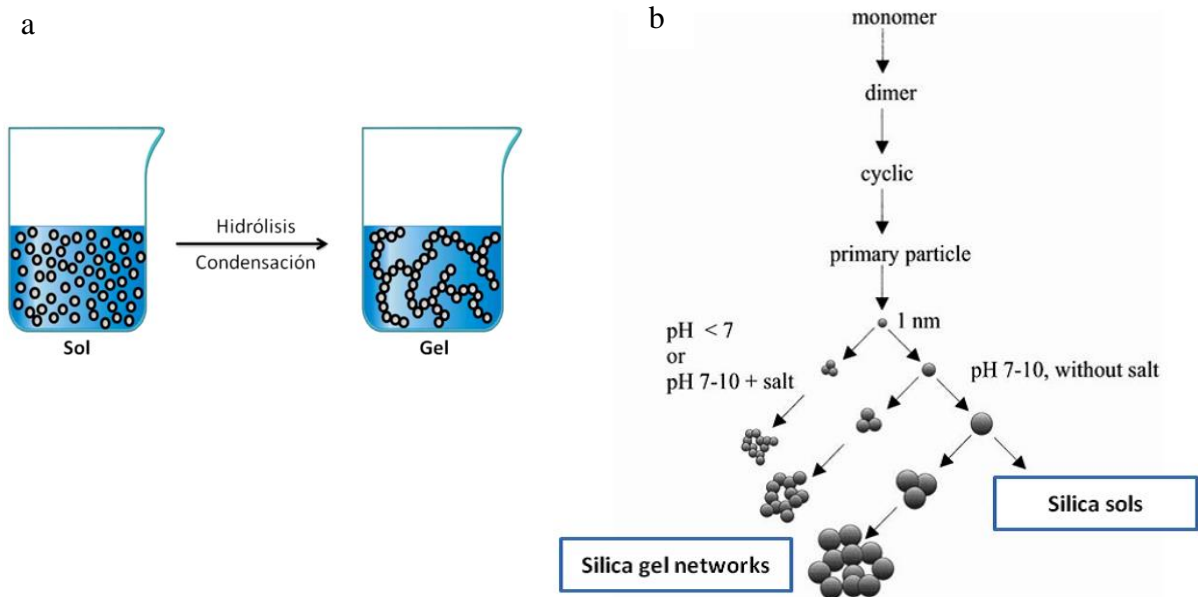 a
Hidrólisis
Condensación
Sol
Gel
b
monomer
dimer
cyclic
primary particle
1 nm
pH < 7
or
pH 7-10 + salt
pH 7-10, without salt
Silica sols
Silica gel networks